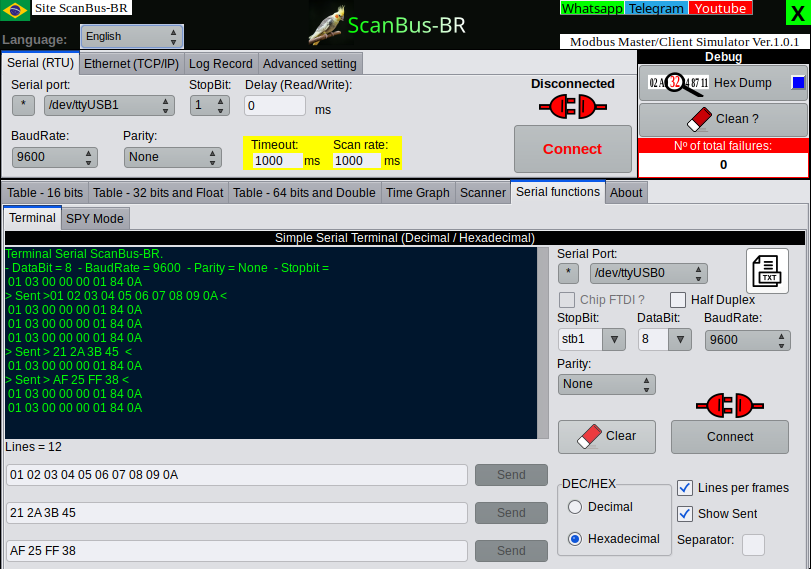 Site ScanBus-BR
Whatsapp Telegram Youtube
X
Language: English
ScanBus-BR
Modbus Master/Client Simulator Ver.1.0.1
Serial (RTU) Ethernet (TCP/IP) Log Record Advanced setting
Debug
Serial port: StopBit: Delay (Read/Write):
* /dev/ttyUSB1 1 0 ms
Disconnected
32 Hex Dump
Clean ?
BaudRate: Parity:
9600 None
Timeout: Scan rate:
1000 ms 1000 ms
Connect
Nº of total failures:
0
Table - 16 bits Table - 32 bits and Float Table - 64 bits and Double Time Graph Scanner Serial functions About
Terminal SPY Mode
Simple Serial Terminal (Decimal / Hexadecimal)
Terminal Serial ScanBus-BR.
- DataBit = 8 - BaudRate = 9600 - Parity = None - Stopbit =
01 03 00 00 00 01 84 0A
> Sent >01 02 03 04 05 06 07 08 09 0A <
01 03 00 00 00 01 84 0A
01 03 00 00 00 01 84 0A
01 03 00 00 00 01 84 0A
> Sent > 21 2A 3B 45 <
01 03 00 00 00 01 84 0A
> Sent > AF 25 FF 38 <
01 03 00 00 00 01 84 0A
01 03 00 00 00 01 84 0A
Lines = 12
Serial Port:
* /dev/ttyUSB0
TXT
Chip FTDI ? Half Duplex
StopBit: DataBit: BaudRate:
stb1 8 9600
Parity:
None
Clear Connect
01 02 03 04 05 06 07 08 09 0A Send
21 2A 3B 45 Send
AF 25 FF 38 Send
DEC/HEX
Decimal
Hexadecimal
Lines per frames
Show Sent
Separator: